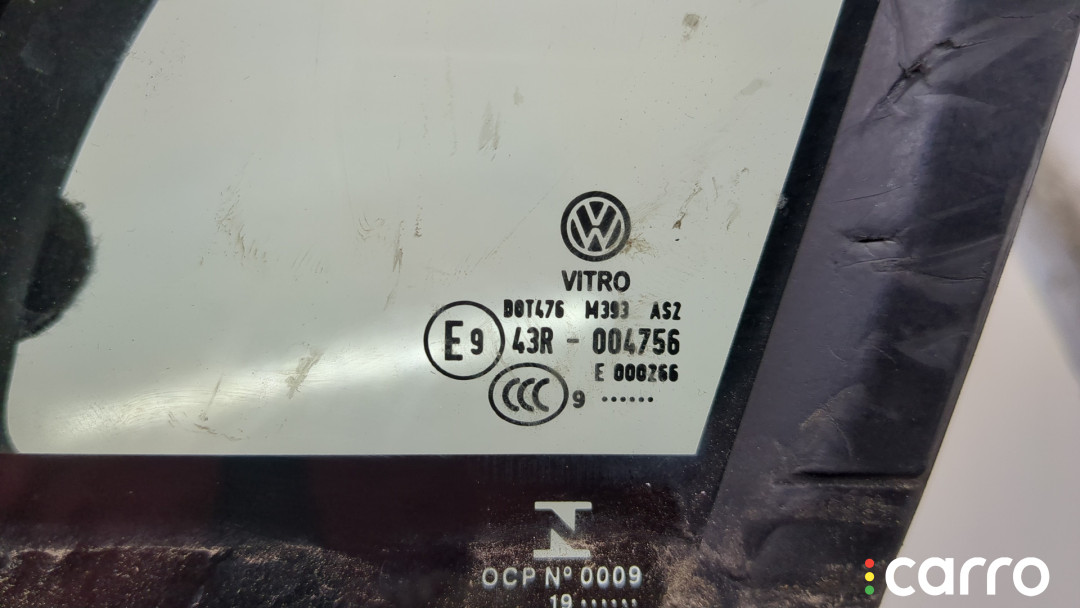 VITRO
DOT476 M393 AS2
E9 43R - 004756
E 000266
CCC 9 ······
N
OCP Nº 0009
19 ······
carro